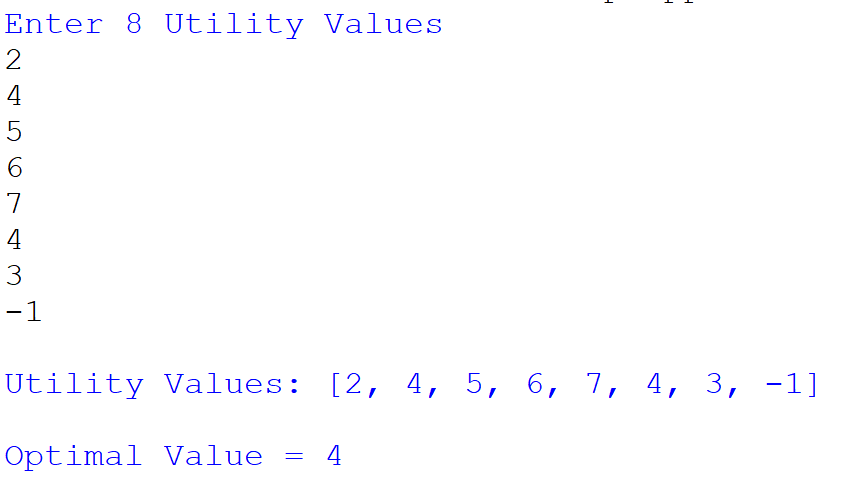 Enter 8 Utility Values
2
4
5
6
7
4
3
-1
Utility Values: [2, 4, 5, 6, 7, 4, 3, -1]
Optimal Value = 4